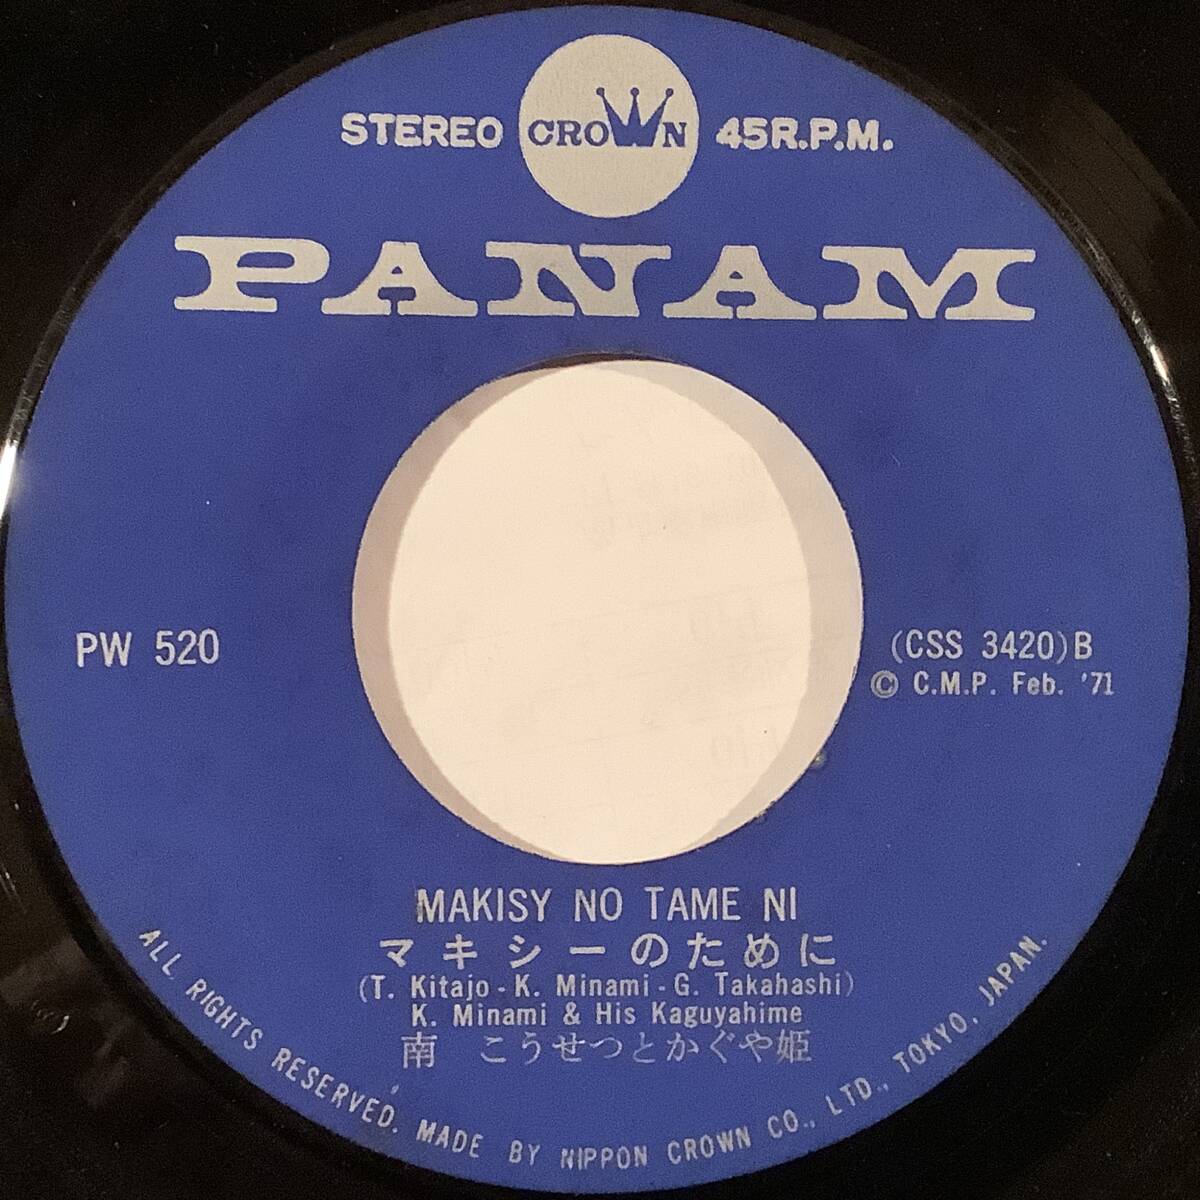 STEREO CROWN 45R.P.M.
PANAM
PW 520
(CSS 3420)B
Ⓒ C.M.P. Feb. '71
MAKISY NO TAME NI
マキシーのために
(T. Kitajo - K. Minami - G. Takahashi)
K. Minami & His Kaguyahime
南 こうせつとかぐや姫
ALL RIGHTS RESERVED. MADE BY NIPPON CROWN CO., LTD., TOKYO, JAPAN.